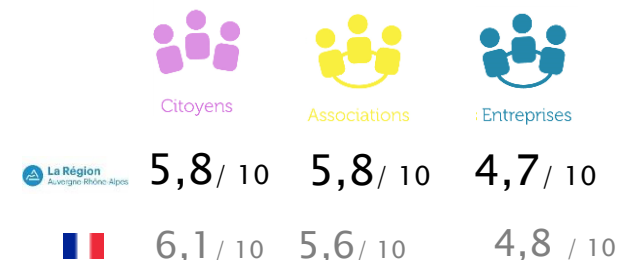 Citoyens
Associations
Entreprises
La Région
Auvergne-Rhône-Alpes
5,8/ 10
5,8/ 10
4,7/ 10
6,1/ 10
5,6/ 10
4,8 / 10